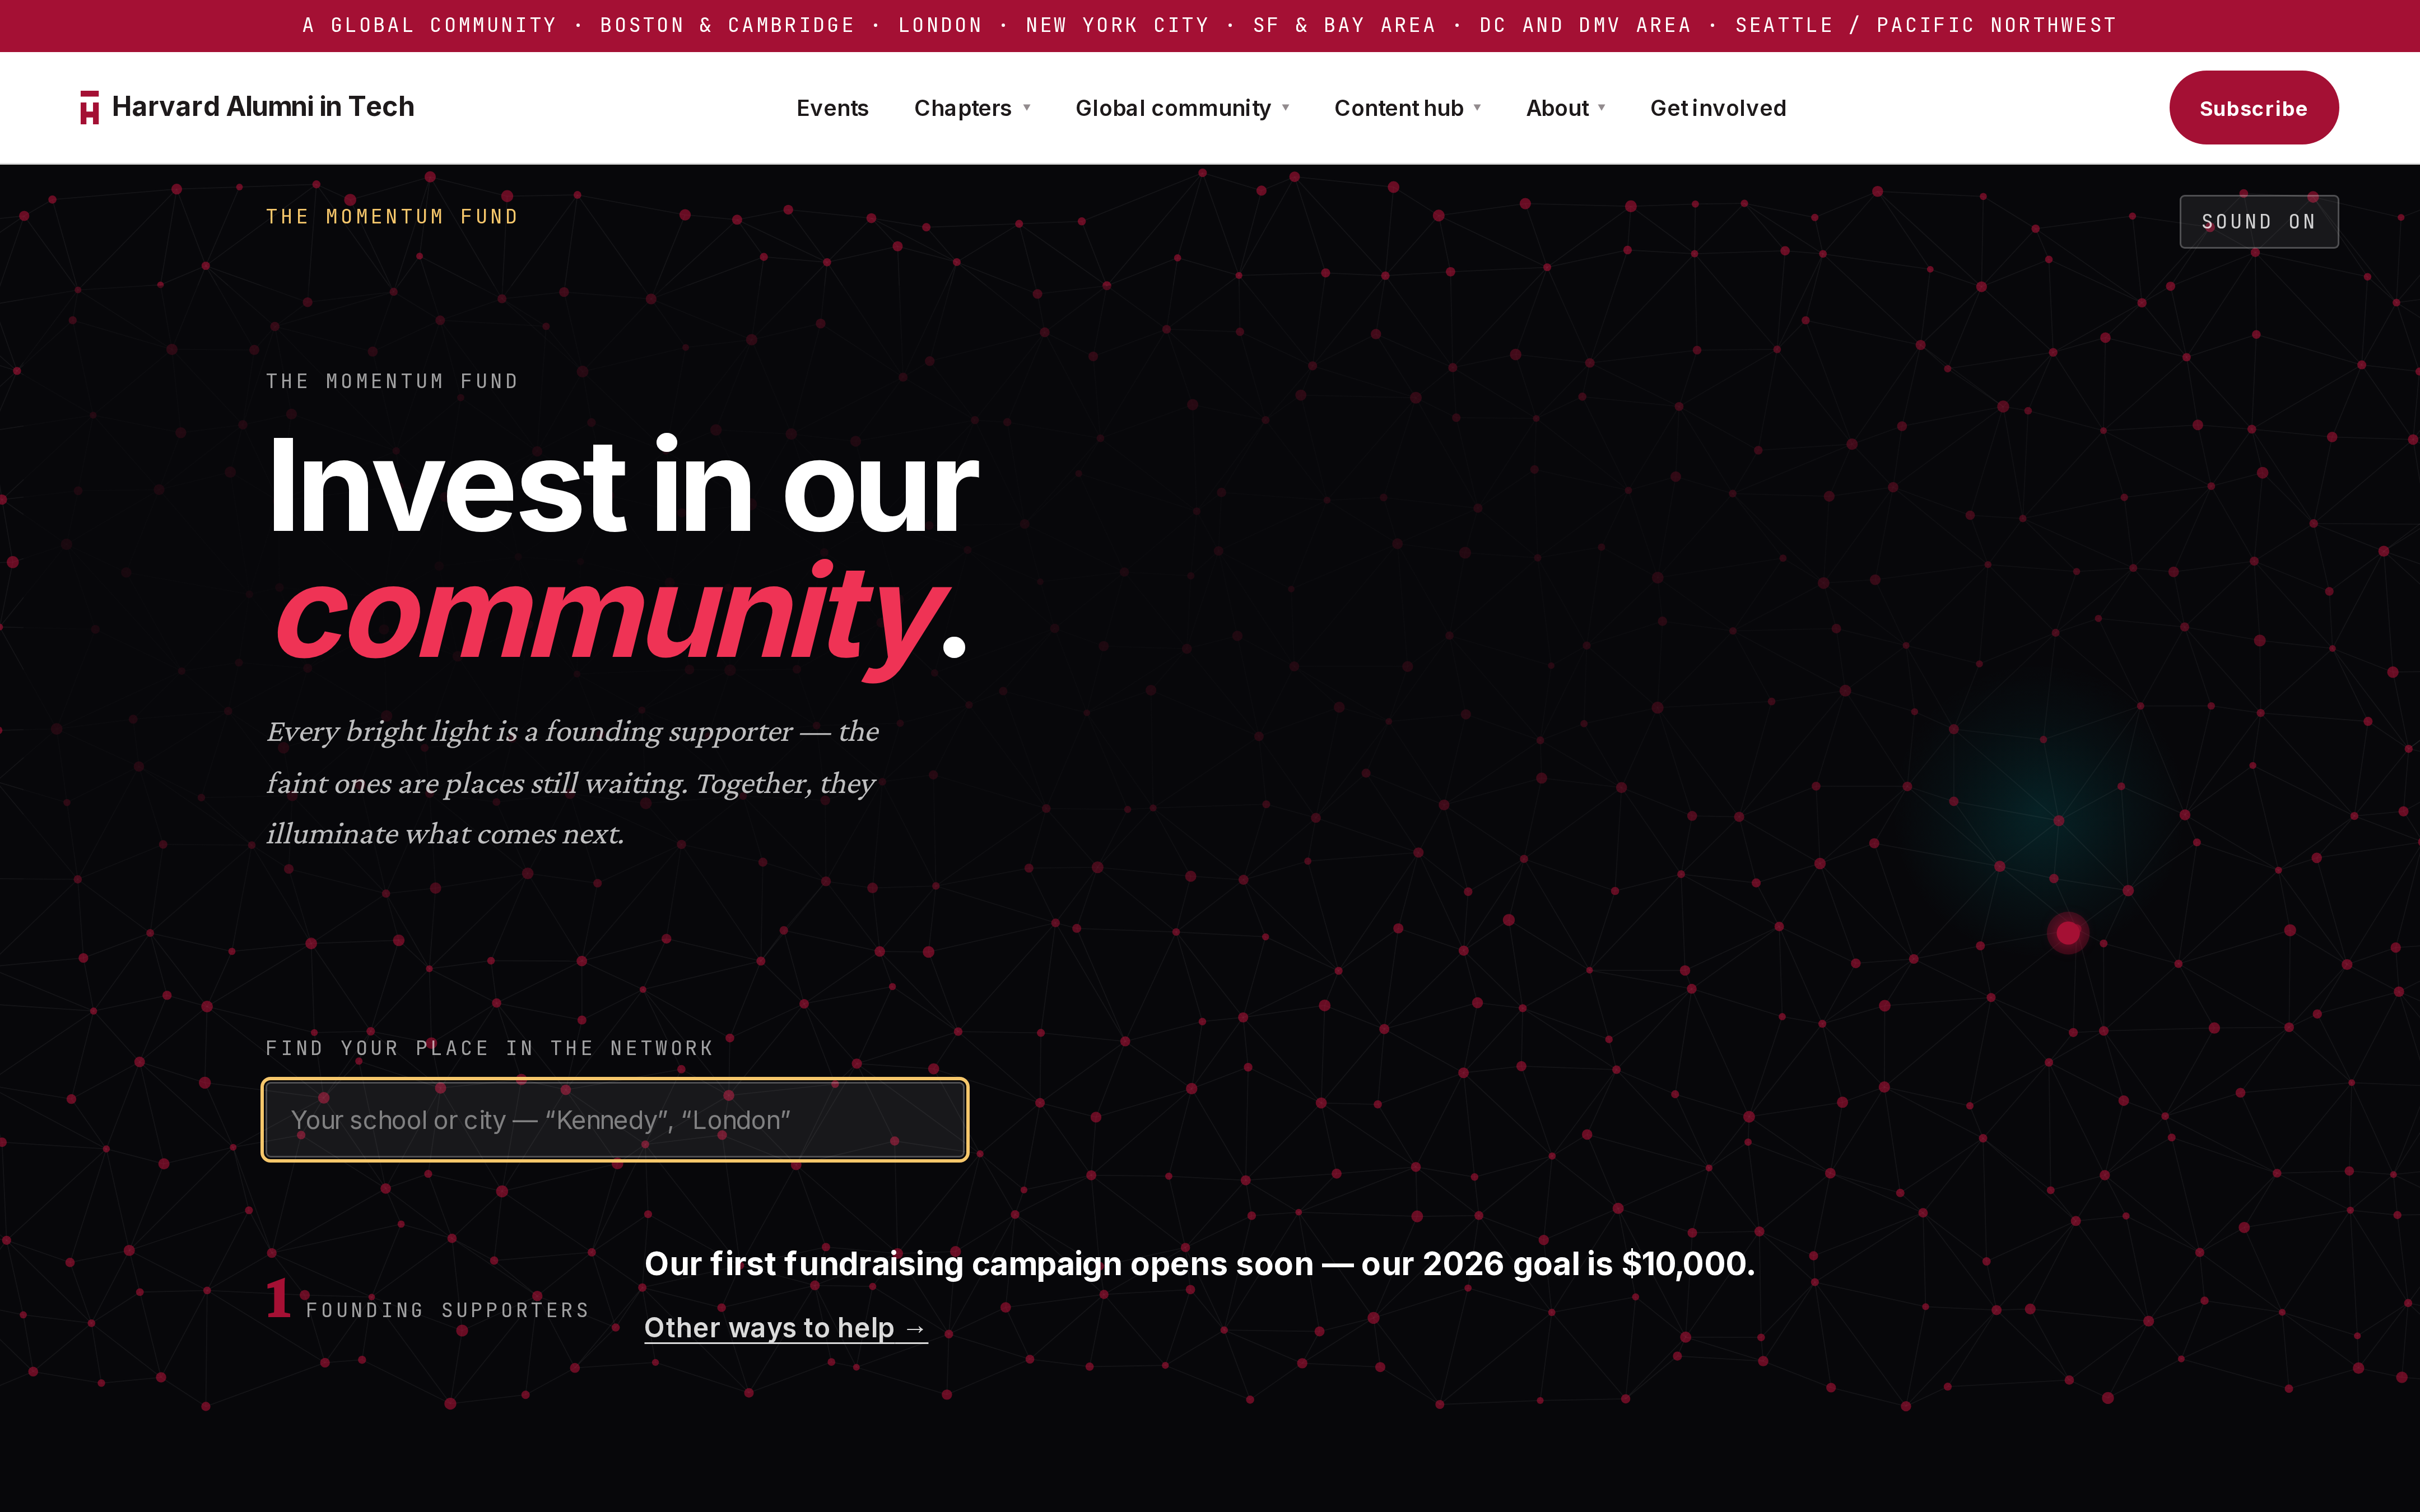 A GLOBAL COMMUNITY · BOSTON & CAMBRIDGE · LONDON · NEW YORK CITY · SF & BAY AREA · DC AND DMV AREA · SEATTLE / PACIFIC NORTHWEST
Harvard Alumni in Tech
Events Chapters ▾ Global community ▾ Content hub ▾ About ▾ Get involved
Subscribe
THE MOMENTUM FUND
SOUND ON
THE MOMENTUM FUND
Invest in our
community.
Every bright light is a founding supporter — the
faint ones are places still waiting. Together, they
illuminate what comes next.
FIND YOUR PLACE IN THE NETWORK
Your school or city — “Kennedy”, “London”
1 FOUNDING SUPPORTERS
Our first fundraising campaign opens soon — our 2026 goal is $10,000.
Other ways to help →